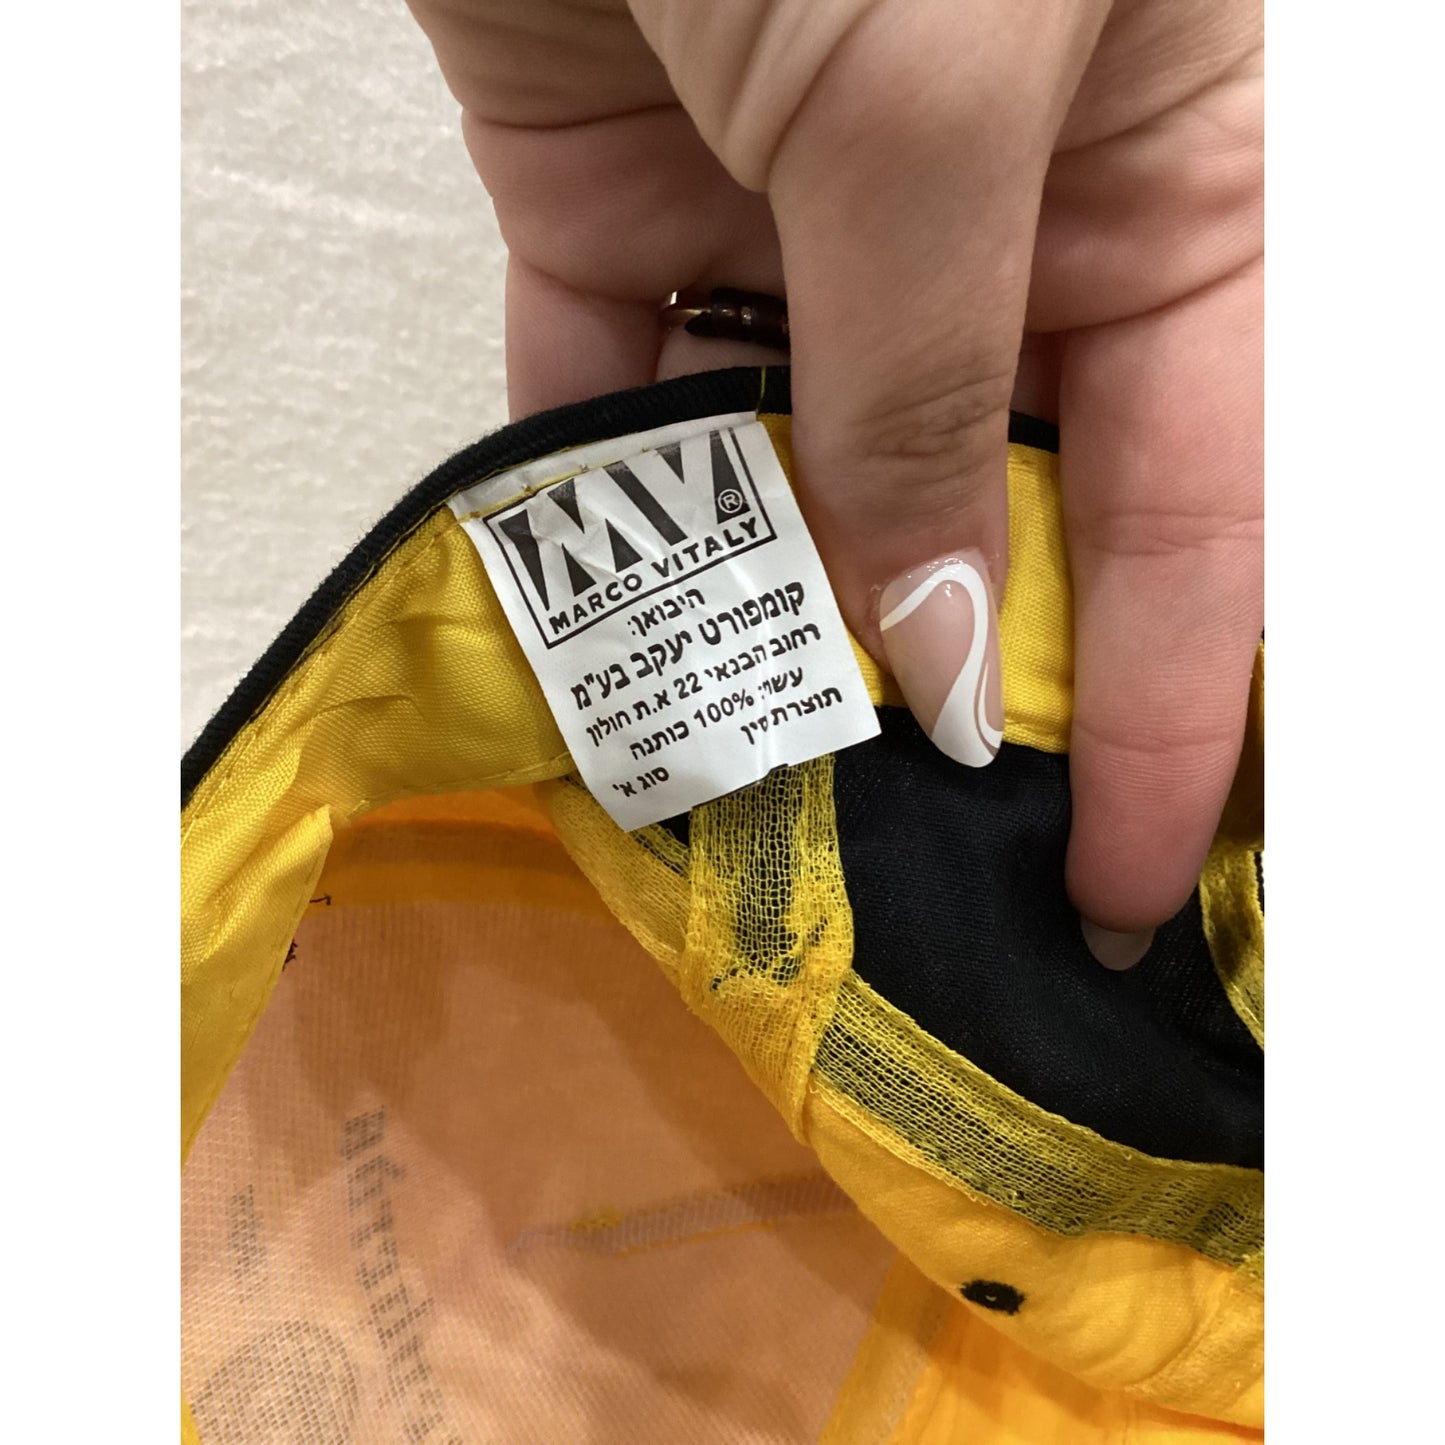 MV®
MARCO VITALY
היבואן:
קומפורט יעקב בע"מ
רחוב הבנאי 22 א.ת חולון
עשוי: 100% כותנה
תוצרת סין
סוג א'